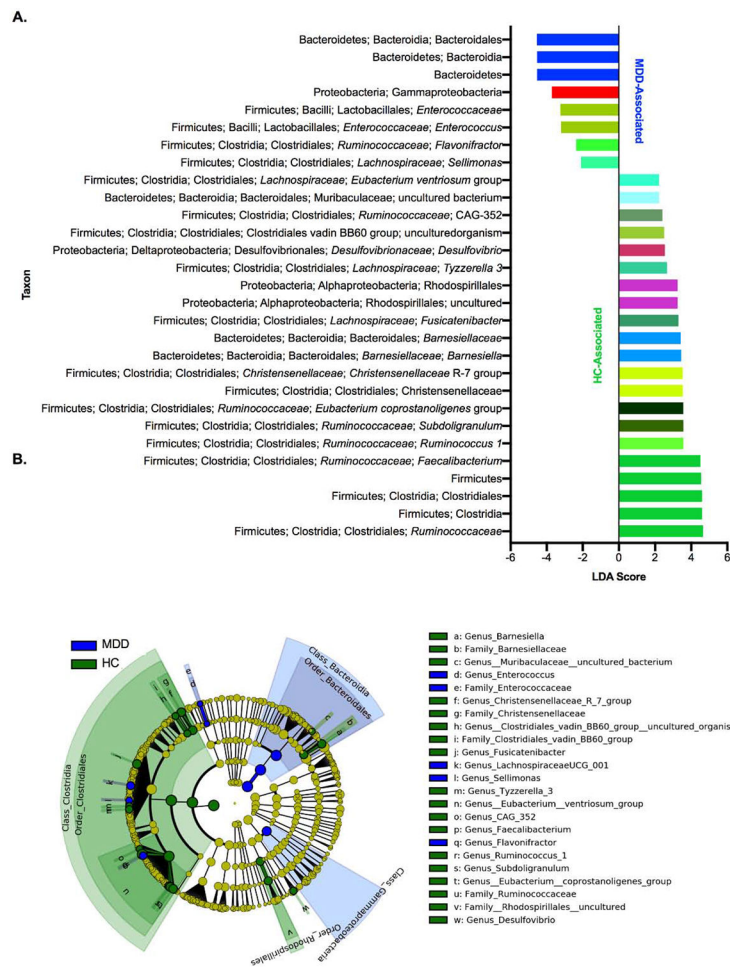 A.
Bacteroidetes; Bacteroidia; Bacteroidales
Bacteroidetes; Bacteroidia
Bacteroidetes
Proteobacteria; Gammaproteobacteria
Firmicutes; Bacilli; Lactobacillales; Enterococcaceae
Firmicutes; Bacilli; Lactobacillales; Enterococcaceae; Enterococcus
Firmicutes; Clostridia; Clostridiales; Ruminococcaceae; Flavonifractor
Firmicutes; Clostridia; Clostridiales; Lachnospiraceae; Sellimonas
Firmicutes; Clostridia; Clostridiales; Lachnospiraceae; Eubacterium ventriosum group
Bacteroidetes; Bacteroidia; Bacteroidales; Muribaculaceae; uncultured bacterium
Firmicutes; Clostridia; Clostridiales; Ruminococcaceae; CAG-352
Firmicutes; Clostridia; Clostridiales; Clostridiales vadin BB60 group; unculturedorganism
Proteobacteria; Deltaproteobacteria; Desulfovibrionales; Desulfovibrionaceae; Desulfovibrio
Firmicutes; Clostridia; Clostridiales; Lachnospiraceae; Tyzzerella 3
Proteobacteria; Alphaproteobacteria; Rhodospirillales
Proteobacteria; Alphaproteobacteria; Rhodospirillales; uncultured
Firmicutes; Clostridia; Clostridiales; Lachnospiraceae; Fusicatenibacter
Bacteroidetes; Bacteroidia; Bacteroidales; Barnesiellaceae
Bacteroidetes; Bacteroidia; Bacteroidales; Barnesiellaceae; Barnesiella
Firmicutes; Clostridia; Clostridiales; Christensenellaceae; Christensenellaceae R-7 group
Firmicutes; Clostridia; Clostridiales; Christensenellaceae
Firmicutes; Clostridia; Clostridiales; Ruminococcaceae; Eubacterium coprostanoligenes group
Firmicutes; Clostridia; Clostridiales; Ruminococcaceae; Subdoligranulum
Firmicutes; Clostridia; Clostridiales; Ruminococcaceae; Ruminococcus 1
Firmicutes; Clostridia; Clostridiales; Ruminococcaceae; Faecalibacterium
Firmicutes
Firmicutes; Clostridia; Clostridiales
Firmicutes; Clostridia
Firmicutes; Clostridia; Clostridiales; Ruminococcaceae
Taxon
MDD-Associated
HC-Associated
-6 -4 -2 0 2 4 6
LDA Score
B.
MDD
HC
Class_Bacteroidia
Order_Bacteroidales
Class_Clostridia
Order_Clostridiales
Class_Gammaproteobacteria
Order_Rhodospirillales
u
v
w
a: Genus_Barnesiella
b: Family_Barnesiellaceae
c: Genus__Muribaculaceae__uncultured_bacterium
d: Genus_Enterococcus
e: Family_Enterococcaceae
f: Genus_Christensenellaceae_R_7_group
g: Family_Christensenellaceae
h: Genus__Clostridiales_vadin_BB60_group__uncultured_organis
i: Family_Clostridiales_vadin_BB60_group
j: Genus_Fusicatenibacter
k: Genus_LachnospiraceaeUCG_001
l: Genus_Sellimonas
m: Genus_Tyzzerella_3
n: Genus__Eubacterium__ventriosum_group
o: Genus_CAG_352
p: Genus_Faecalibacterium
q: Genus_Flavonifractor
r: Genus_Ruminococcus_1
s: Genus_Subdoligranulum
t: Genus__Eubacterium__coprostanoligenes_group
u: Family_Ruminococcaceae
v: Family__Rhodospirillales__uncultured
w: Genus_Desulfovibrio